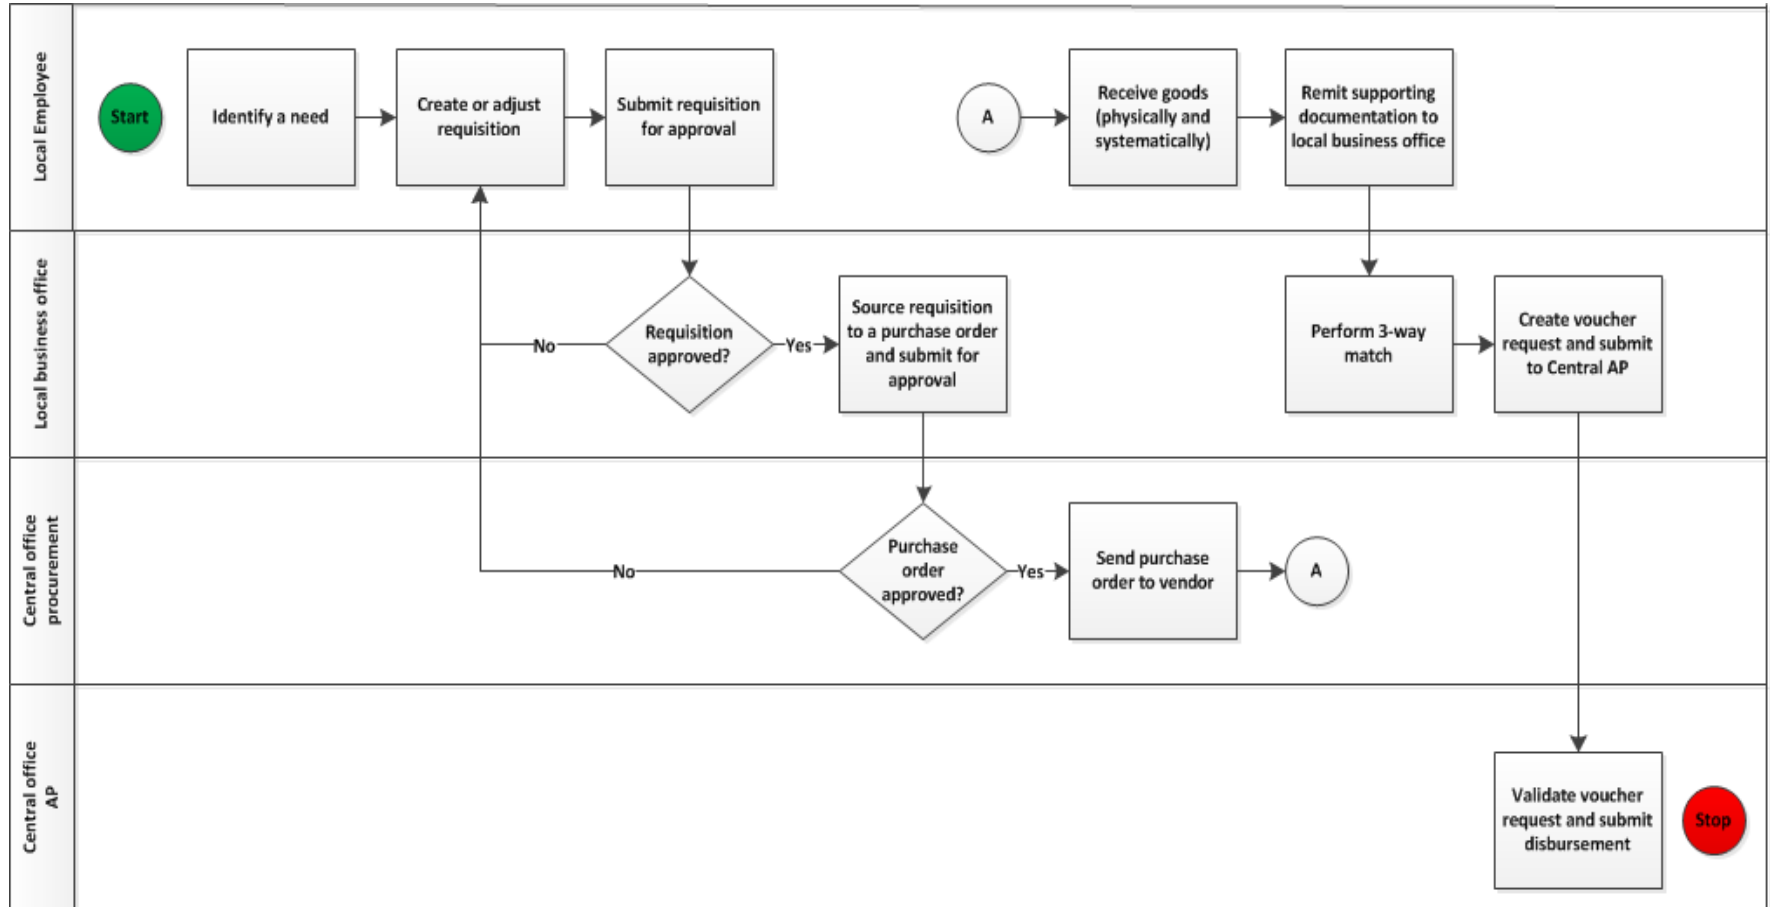 Local Employee
Start
Identify a need
Create or adjust
requisition
Submit requisition
for approval
A
Receive goods
(physically and
systematically)
Remit supporting
documentation to
local business office
Local business office
No
Requisition
approved?
Yes
Source requisition
to a purchase order
and submit for
approval
Perform 3-way
match
Create voucher
request and submit
to Central AP
Central office
procurement
No
Purchase
order
approved?
Yes
Send purchase
order to vendor
A
Central office
AP
Validate voucher
request and submit
disbursement
Stop